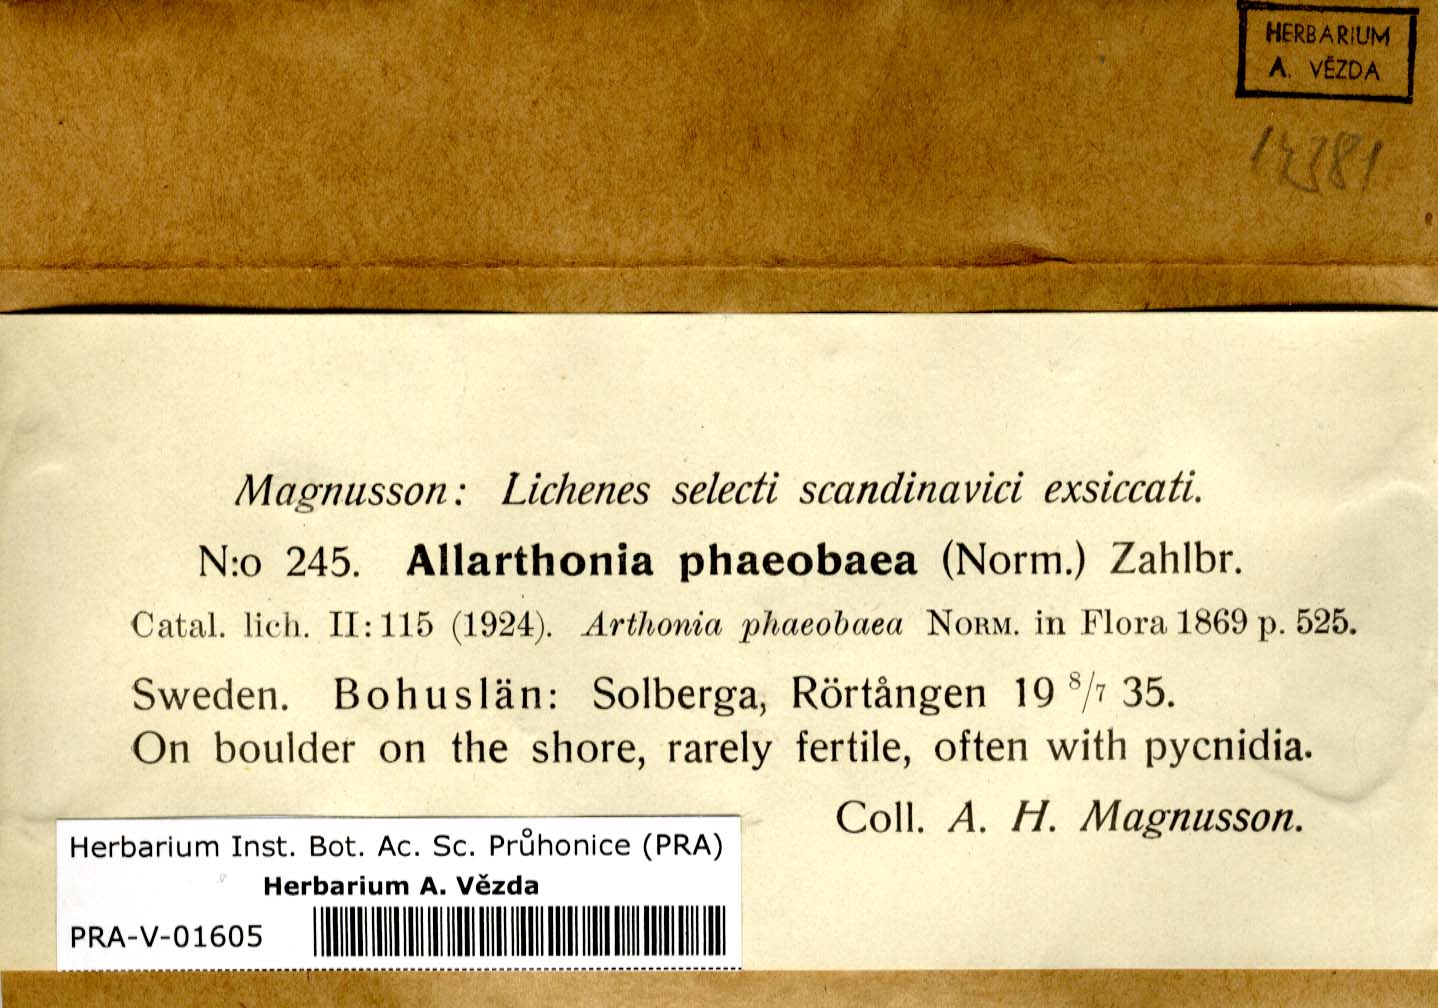 HERBARIUM
A. VĚZDA
14381
Magnusson: Lichenes selecti scandinavici exsiccati.
N:o 245. Allarthonia phaeobaea (Norm.) Zahlbr.
Catal. lich. II: 115 (1924). Arthonia phaeobaea NORM. in Flora 1869 p. 525.
Sweden. Bohuslän: Solberga, Rörtången 19 8/7 35.
On boulder on the shore, rarely fertile, often with pycnidia.
Coll. A. H. Magnusson.
Herbarium Inst. Bot. Ac. Sc. Průhonice (PRA)
Herbarium A. Vězda
PRA-V-01605